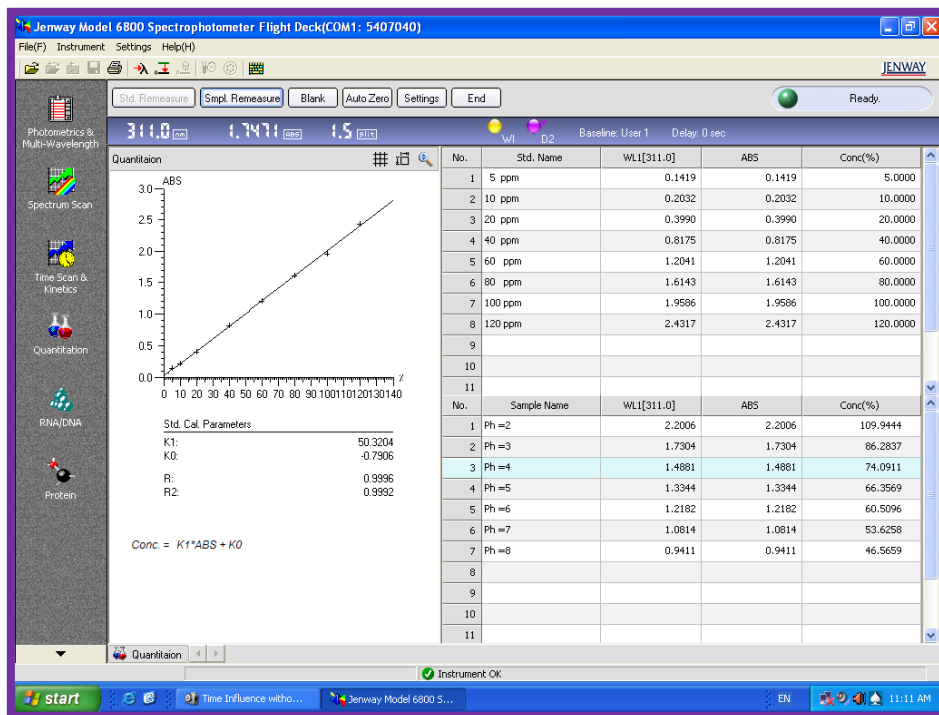 Jenway Model 6800 Spectrophotometer Flight Deck(COM1: 5407040)
File(F) Instrument Settings Help(H)
JENWAY
Std. Remeasure Smpl. Remeasure Blank Auto Zero Settings End Ready.
311.0 nm 1.7471 ABS 1.5 Slit WI D2 Baseline: User 1 Delay: 0 sec
Photometrics &
Multi-Wavelength
Spectrum Scan
Time Scan &
Kinetics
Quantitation
RNA/DNA
Protein
Quantitaion
ABS
3.0
2.5
2.0
1.5
1.0
0.5
0.0
0 10 20 30 40 50 60 70 80 90 100110120130140 %
Std. Cal. Parameters
K1: 50.3204
K0: -0.7906
R: 0.9996
R2: 0.9992
Conc. = K1*ABS + K0
No. Std. Name WL1[311.0] ABS Conc(%)
1 5 ppm 0.1419 0.1419 5.0000
2 10 ppm 0.2032 0.2032 10.0000
3 20 ppm 0.3990 0.3990 20.0000
4 40 ppm 0.8175 0.8175 40.0000
5 60 ppm 1.2041 1.2041 60.0000
6 80 ppm 1.6143 1.6143 80.0000
7 100 ppm 1.9586 1.9586 100.0000
8 120 ppm 2.4317 2.4317 120.0000
9
10
11
No. Sample Name WL1[311.0] ABS Conc(%)
1 Ph =2 2.2006 2.2006 109.9444
2 Ph =3 1.7304 1.7304 86.2837
3 Ph =4 1.4881 1.4881 74.0911
4 Ph =5 1.3344 1.3344 66.3569
5 Ph =6 1.2182 1.2182 60.5096
6 Ph =7 1.0814 1.0814 53.6258
7 Ph =8 0.9411 0.9411 46.5659
8
9
10
11
Quantitaion
Instrument OK
start Time Influence witho... Jenway Model 6800 S... EN 11:11 AM